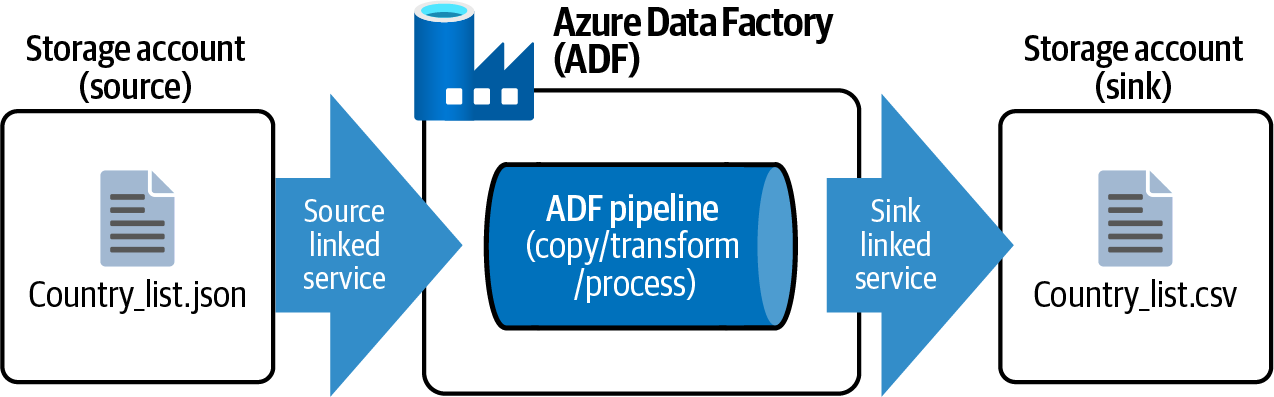 Storage account
(source)
Country_list.json
Source
linked
service
Azure Data Factory
(ADF)
ADF pipeline
(copy/transform
/process)
Sink
linked
service
Storage account
(sink)
Country_list.csv